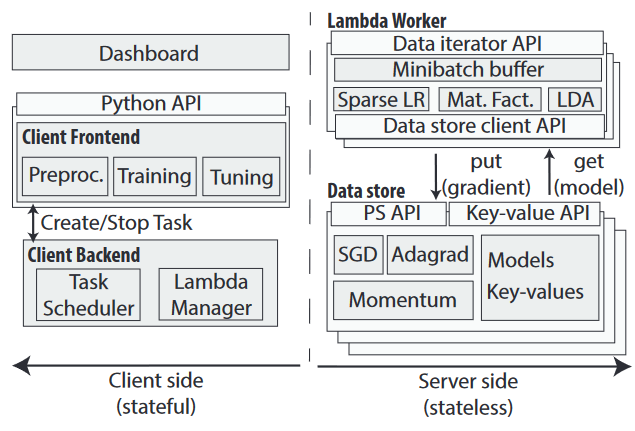 Dashboard
Python API
Client Frontend
Preproc.
Training
Tuning
Create/Stop Task
Client Backend
Task
Scheduler
Lambda
Manager
Client side
(stateful)
Lambda Worker
Data iterator API
Minibatch buffer
Sparse LR
Mat. Fact.
LDA
Data store client API
put
(gradient)
get
(model)
Data store
PS API
Key-value API
SGD
Adagrad
Momentum
Models
Key-values
Server side
(stateless)